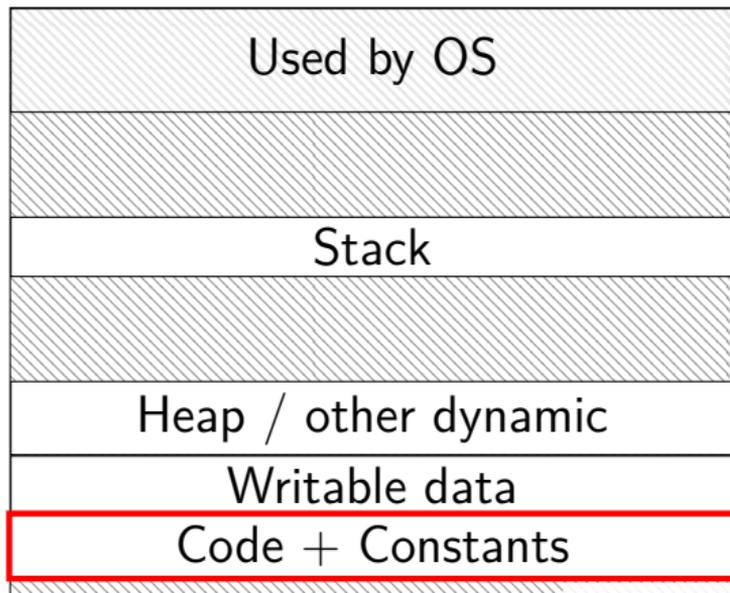 Used by OS
Stack
Heap / other dynamic
Writable data
Code + Constants